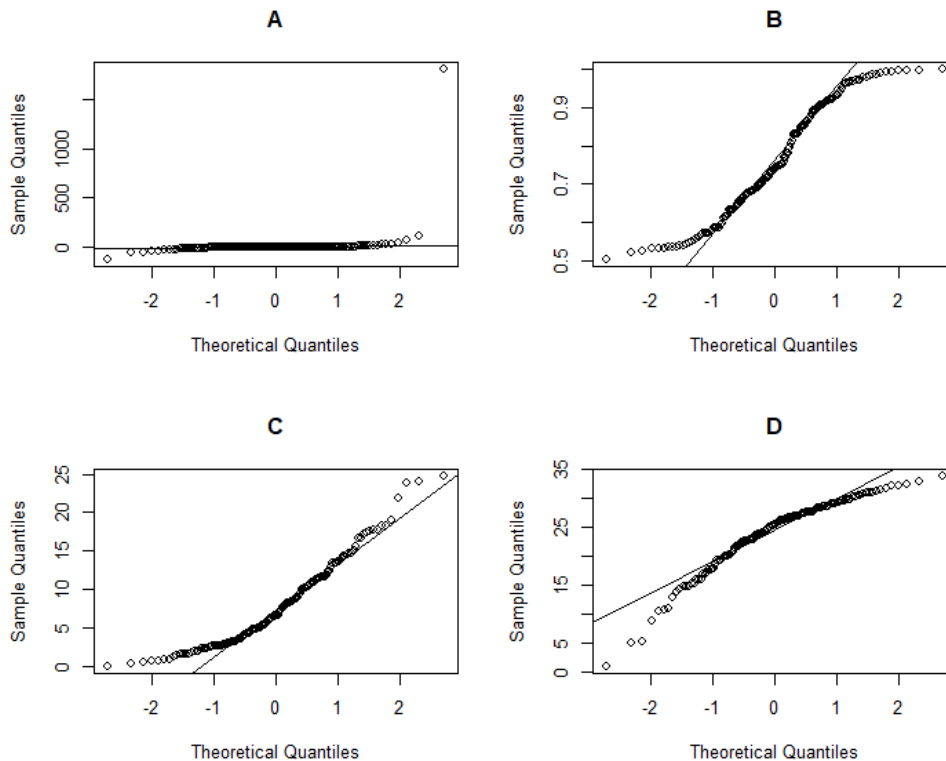 A
Sample Quantiles
0 500 1000
-2 -1 0 1 2
Theoretical Quantiles
B
Sample Quantiles
0.5 0.7 0.9
-2 -1 0 1 2
Theoretical Quantiles
C
Sample Quantiles
0 5 10 15 20 25
-2 -1 0 1 2
Theoretical Quantiles
D
Sample Quantiles
0 5 15 25 35
-2 -1 0 1 2
Theoretical Quantiles